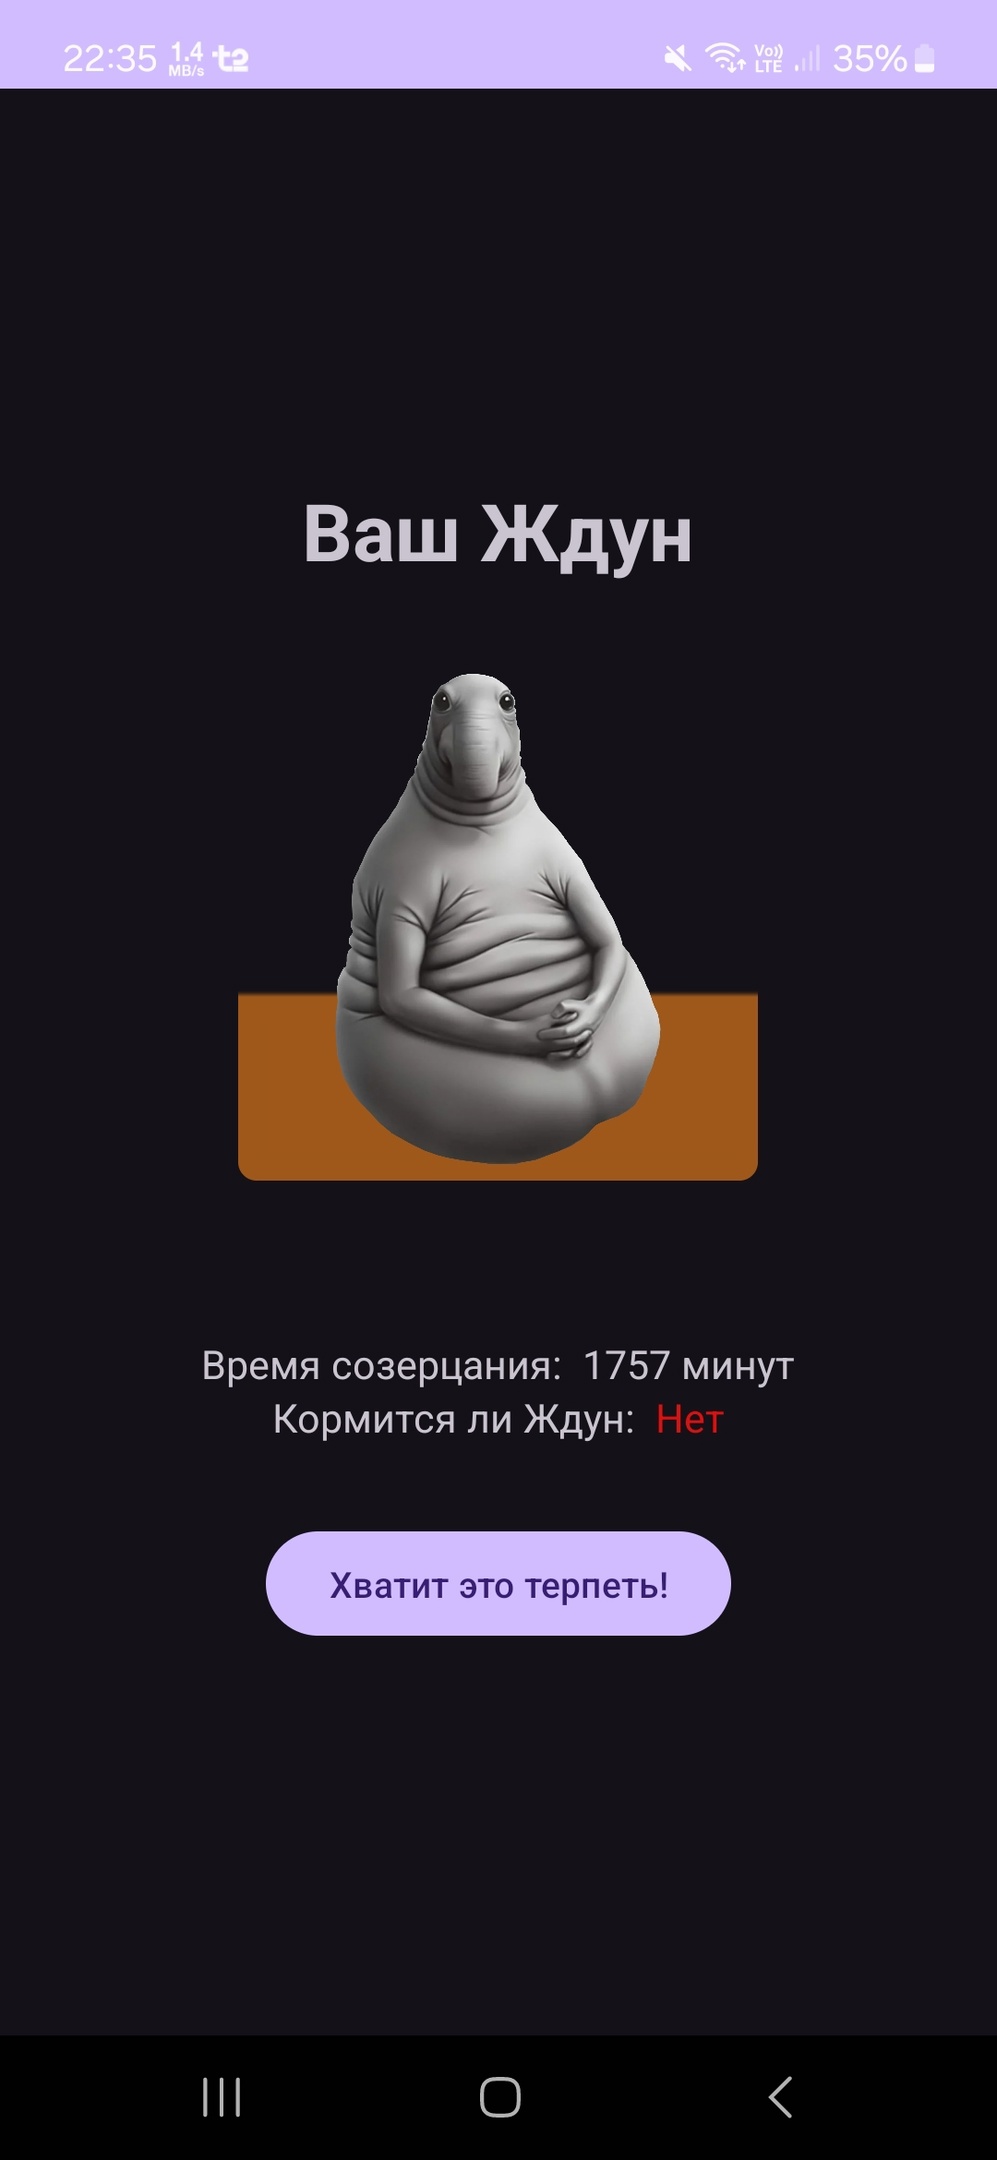 22:35 1.4 MB/s t2 Vo)) LTE 35%
Ваш Ждун
Время созерцания: 1757 минут
Кормится ли Ждун: Нет
Хватит это терпеть!